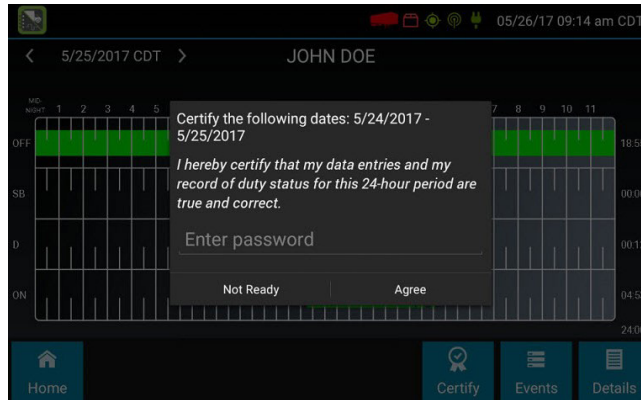 05/26/17 09:14 am CDT
5/25/2017 CDT
JOHN DOE
MID-
NIGHT 1 2 3 4 5 7 8 9 10 11
Certify the following dates: 5/24/2017 -
5/25/2017
I hereby certify that my data entries and my
record of duty status for this 24-hour period are
true and correct.
Enter password
Not Ready Agree
OFF 18:5
SB 00:0
D 00:1
ON 04:5
24:0
Home Certify Events Details